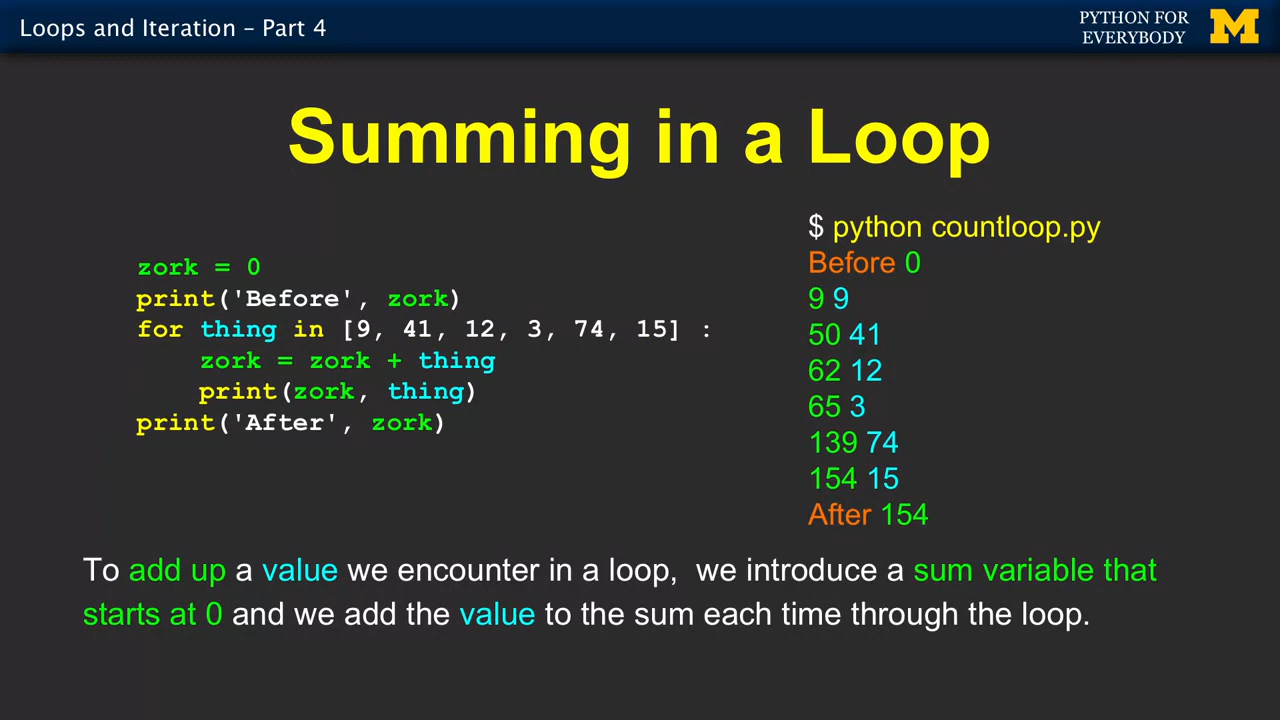 Loops and Iteration – Part 4
PYTHON FOR
EVERYBODY
M
Summing in a Loop
zork = 0
print('Before', zork)
for thing in [9, 41, 12, 3, 74, 15] :
    zork = zork + thing
    print(zork, thing)
print('After', zork)
$ python countloop.py
Before 0
9 9
50 41
62 12
65 3
139 74
154 15
After 154
To add up a value we encounter in a loop,  we introduce a sum variable that
starts at 0 and we add the value to the sum each time through the loop.